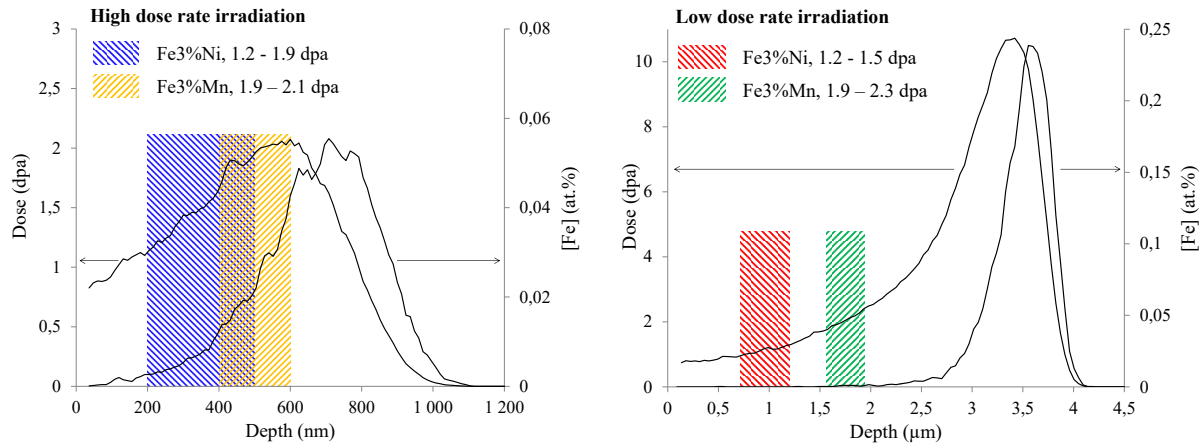 High dose rate irradiation
Fe3%Ni, 1.2 - 1.9 dpa
Fe3%Mn, 1.9 – 2.1 dpa
3
2,5
2
1,5
1
0,5
0
Dose (dpa)
0,08
0,06
0,04
0,02
0
[Fe] (at.%)
0 200 400 600 800 1 000 1 200
Depth (nm)
Low dose rate irradiation
Fe3%Ni, 1.2 - 1.5 dpa
Fe3%Mn, 1.9 – 2.3 dpa
10
8
6
4
2
0
Dose (dpa)
0,25
0,2
0,15
0,1
0,05
0
[Fe] (at.%)
0 0,5 1 1,5 2 2,5 3 3,5 4 4,5
Depth (µm)